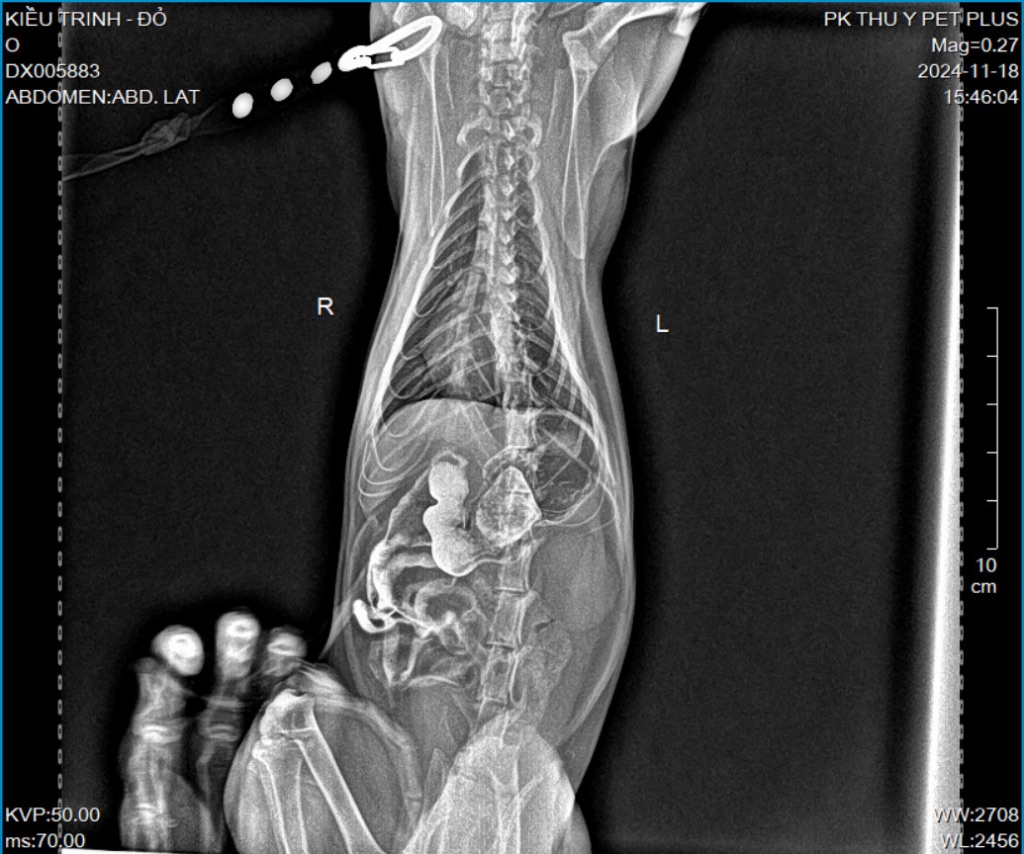 KIỀU TRINH - ĐỎ
O
DX005883
ABDOMEN:ABD. LAT
PK THU Y PET PLUS
Mag=0.27
2024-11-18
15:46:04
R
L
10
cm
KVP:50.00
ms:70.00
WW:2708
WL:2456